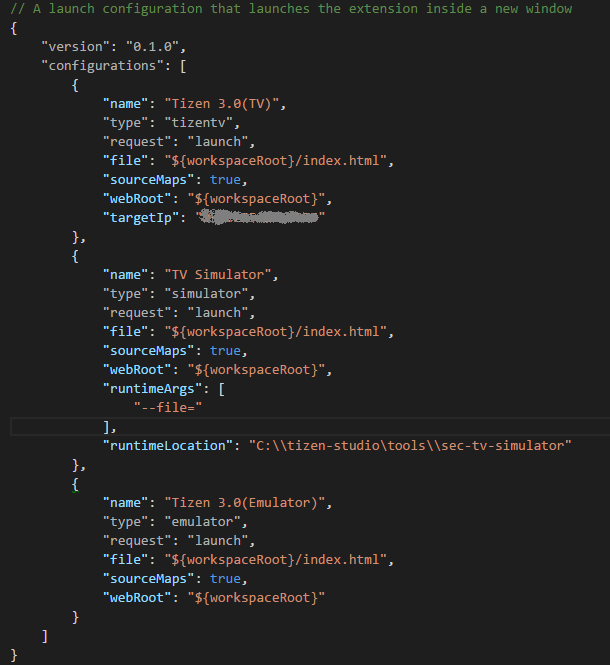 // A launch configuration that launches the extension inside a new window
{
    "version": "0.1.0",
    "configurations": [
        {
            "name": "Tizen 3.0(TV)",
            "type": "tizentv",
            "request": "launch",
            "file": "${workspaceRoot}/index.html",
            "sourceMaps": true,
            "webRoot": "${workspaceRoot}",
            "targetIp": ""
        },
        {
            "name": "TV Simulator",
            "type": "simulator",
            "request": "launch",
            "file": "${workspaceRoot}/index.html",
            "sourceMaps": true,
            "webRoot": "${workspaceRoot}",
            "runtimeArgs": [
                "--file="
            ],
            "runtimeLocation": "C:\\tizen-studio\tools\\sec-tv-simulator"
        },
        {
            "name": "Tizen 3.0(Emulator)",
            "type": "emulator",
            "request": "launch",
            "file": "${workspaceRoot}/index.html",
            "sourceMaps": true,
            "webRoot": "${workspaceRoot}"
        }
    ]
}